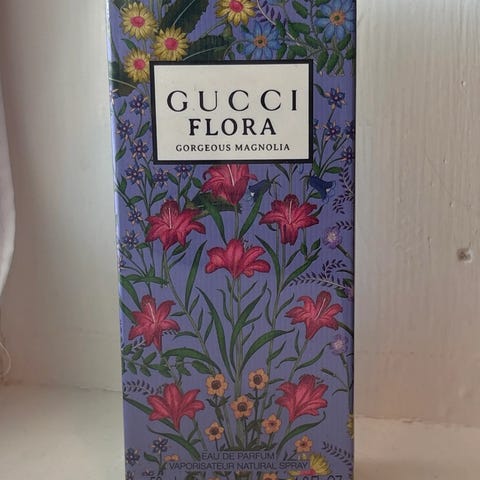 GUCCI
FLORA
GORGEOUS MAGNOLIA
EAU DE PARFUM
VAPORISATEUR NATURAL SPRAY